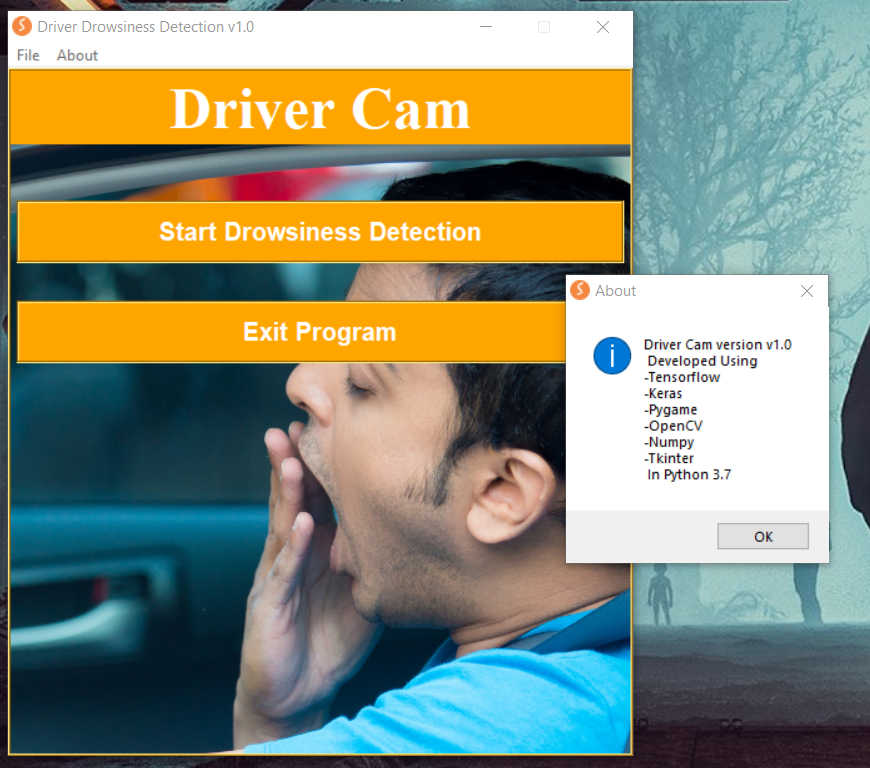 Driver Drowsiness Detection v1.0
File About
Driver Cam
Start Drowsiness Detection
Exit Program
About
Driver Cam version v1.0
Developed Using
-Tensorflow
-Keras
-Pygame
-OpenCV
-Numpy
-Tkinter
In Python 3.7
OK